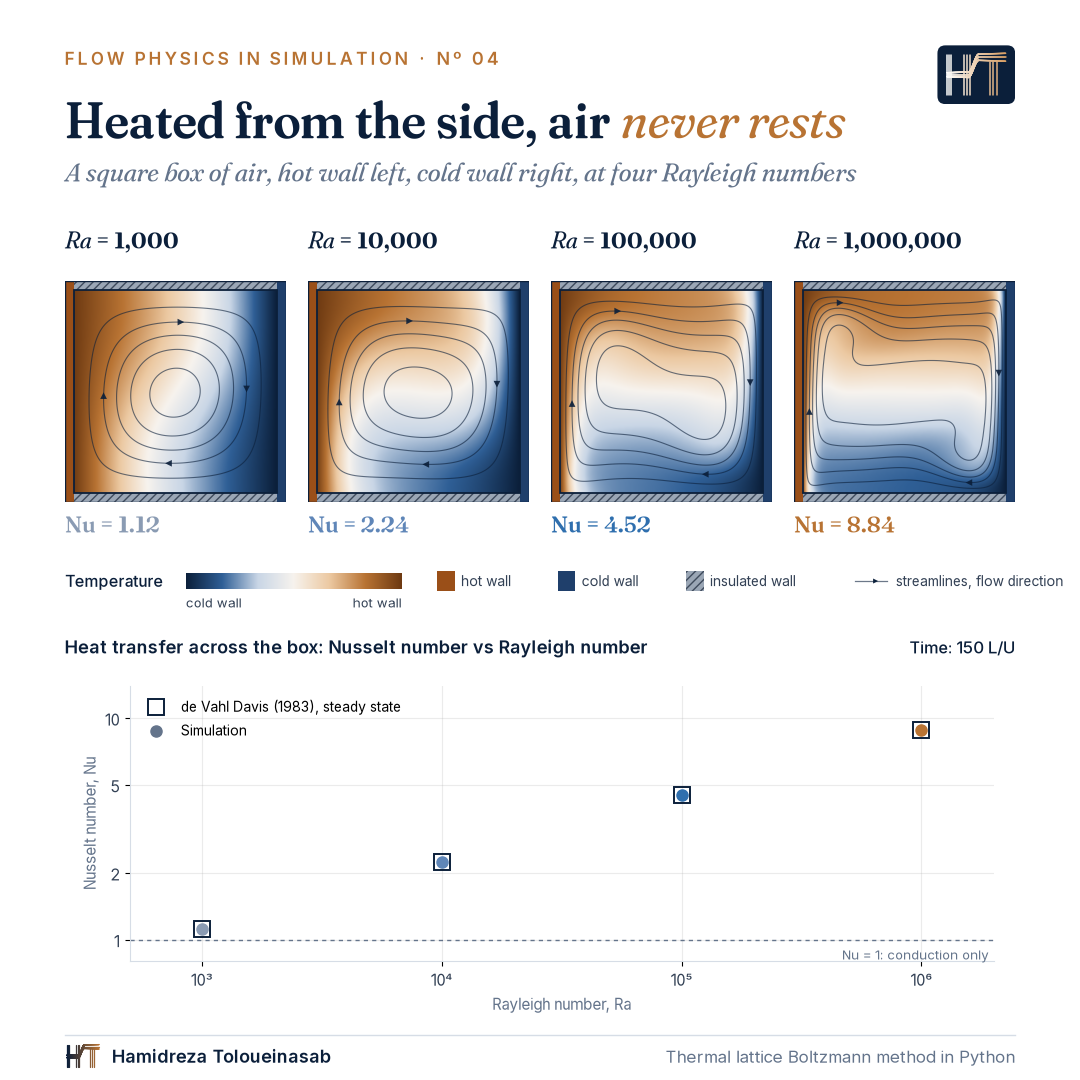 FLOW PHYSICS IN SIMULATION · Nº 04
HT
Heated from the side, air never rests
A square box of air, hot wall left, cold wall right, at four Rayleigh numbers
Ra = 1,000
Ra = 10,000
Ra = 100,000
Ra = 1,000,000
Nu = 1.12
Nu = 2.24
Nu = 4.52
Nu = 8.84
Temperature
cold wall
hot wall
hot wall
cold wall
insulated wall
streamlines, flow direction
Heat transfer across the box: Nusselt number vs Rayleigh number
Time: 150 L/U
de Vahl Davis (1983), steady state
Simulation
Nusselt number, Nu
10
5
2
1
Nu = 1: conduction only
10³
10⁴
10⁵
10⁶
Rayleigh number, Ra
HT
Hamidreza Toloueinasab
Thermal lattice Boltzmann method in Python